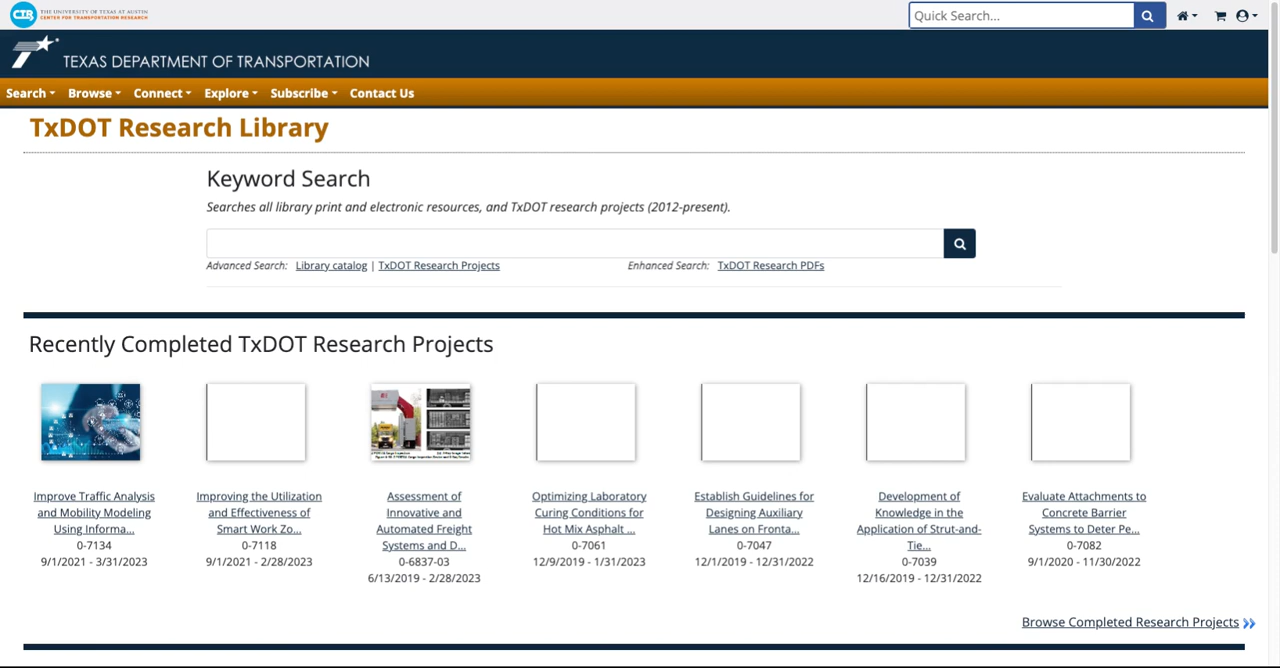 CTR THE UNIVERSITY OF TEXAS AT AUSTIN
CENTER FOR TRANSPORTATION RESEARCH
Quick Search...
TEXAS DEPARTMENT OF TRANSPORTATION
Search Browse Connect Explore Subscribe Contact Us
TxDOT Research Library
Keyword Search
Searches all library print and electronic resources, and TxDOT research projects (2012-present).
Advanced Search: Library catalog | TxDOT Research Projects Enhanced Search: TxDOT Research PDFs
Recently Completed TxDOT Research Projects
Improve Traffic Analysis
and Mobility Modeling
Using Informa...
0-7134
9/1/2021 - 3/31/2023
Improving the Utilization
and Effectiveness of
Smart Work Zo...
0-7118
9/1/2021 - 2/28/2023
Assessment of
Innovative and
Automated Freight
Systems and D...
0-6837-03
6/13/2019 - 2/28/2023
Optimizing Laboratory
Curing Conditions for
Hot Mix Asphalt ...
0-7061
12/9/2019 - 1/31/2023
Establish Guidelines for
Designing Auxiliary
Lanes on Fronta...
0-7047
12/1/2019 - 12/31/2022
Development of
Knowledge in the
Application of Strut-and-
Tie...
0-7039
12/16/2019 - 12/31/2022
Evaluate Attachments to
Concrete Barrier
Systems to Deter Pe...
0-7082
9/1/2020 - 11/30/2022
Browse Completed Research Projects